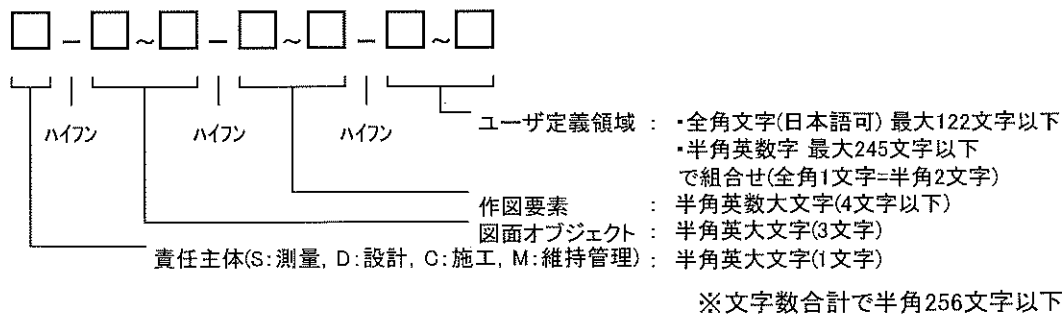 □-□~□-□~□-□~□
ハイフン ハイフン ハイフン
ユーザ定義領域 : ・全角文字(日本語可) 最大122文字以下
・半角英数字 最大245文字以下
で組合せ(全角1文字=半角2文字)
作図要素 : 半角英数大文字(4文字以下)
図面オブジェクト : 半角英大文字(3文字)
責任主体(S:測量, D:設計, C:施工, M:維持管理) : 半角英大文字(1文字)
※文字数合計で半角256文字以下